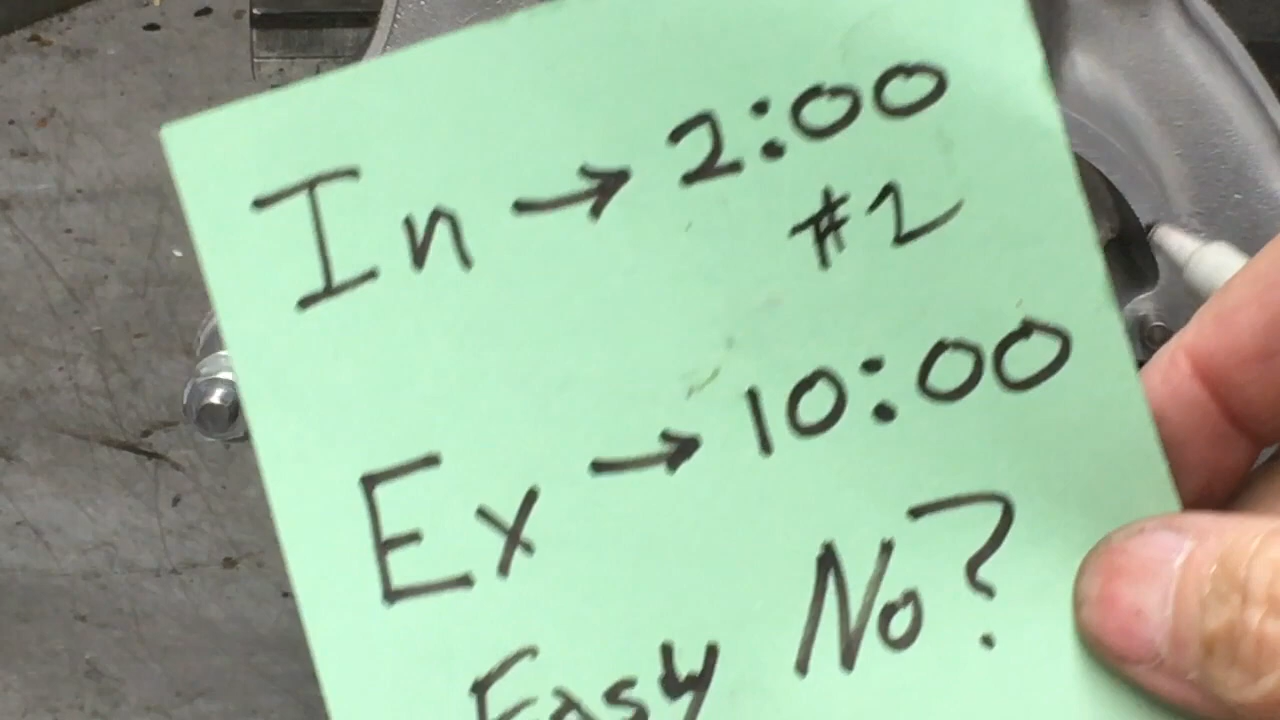 In → 2:00
#2
Ex → 10:00
Easy No?